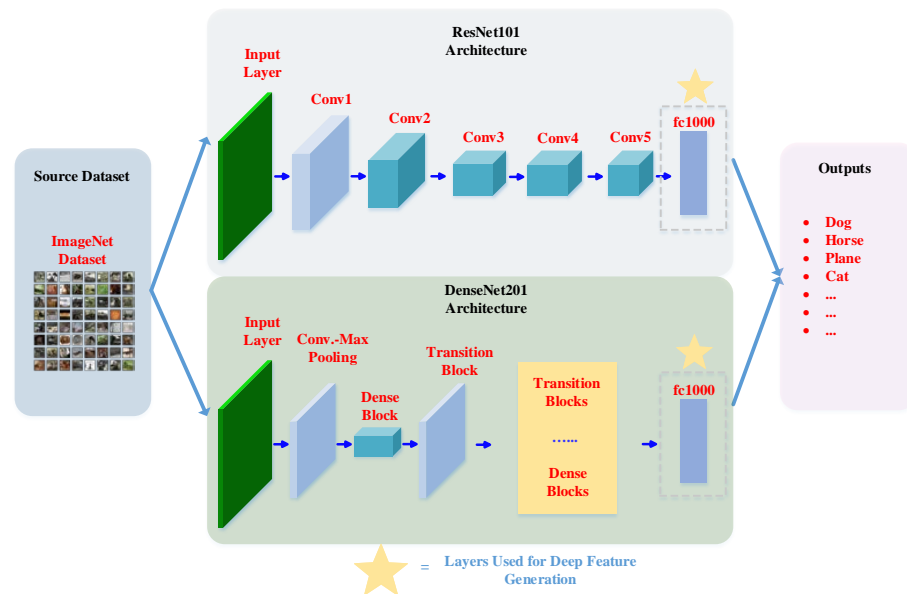 Source Dataset
ImageNet
Dataset
ResNet101
Architecture
Input
Layer
Conv1
Conv2
Conv3
Conv4
Conv5
fc1000
DenseNet201
Architecture
Input
Layer
Conv.-Max
Pooling
Dense
Block
Transition
Block
Transition
Blocks
…...
Dense
Blocks
fc1000
Outputs
• Dog
• Horse
• Plane
• Cat
• ...
• ...
• ...
= Layers Used for Deep Feature
Generation